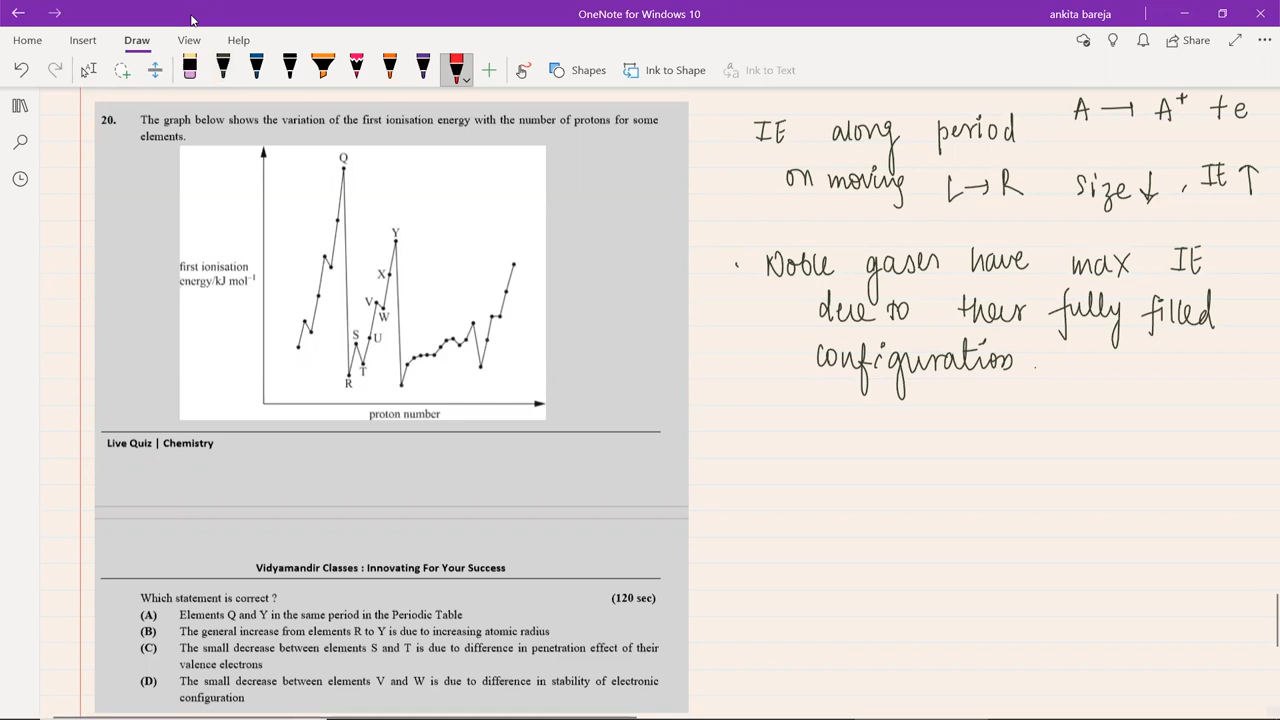 OneNote for Windows 10
ankita bareja
Home
Insert
Draw
View
Help
Share
Shapes
Ink to Shape
Ink to Text
20. The graph below shows the variation of the first ionisation energy with the number of protons for some
elements.
Q
Y
first ionisation
energy/kJ mol⁻¹
X
V
W
S
U
T
R
proton number
Live Quiz | Chemistry
Vidyamandir Classes : Innovating For Your Success
Which statement is correct ? (120 sec)
(A) Elements Q and Y in the same period in the Periodic Table
(B) The general increase from elements R to Y is due to increasing atomic radius
(C) The small decrease between elements S and T is due to difference in penetration effect of their
valence electrons
(D) The small decrease between elements V and W is due to difference in stability of electronic
configuration
A → A⁺ + e
IE along period
on moving L→R size ↓, IE ↑
. Noble gases have max IE
due to their fully filled
configuration .